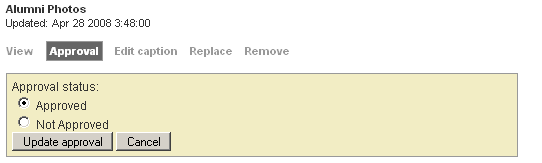 Alumni Photos
Updated: Apr 28 2008 3:48:00
View Approval Edit caption Replace Remove
Approval status:
Approved
Not Approved
Update approval Cancel